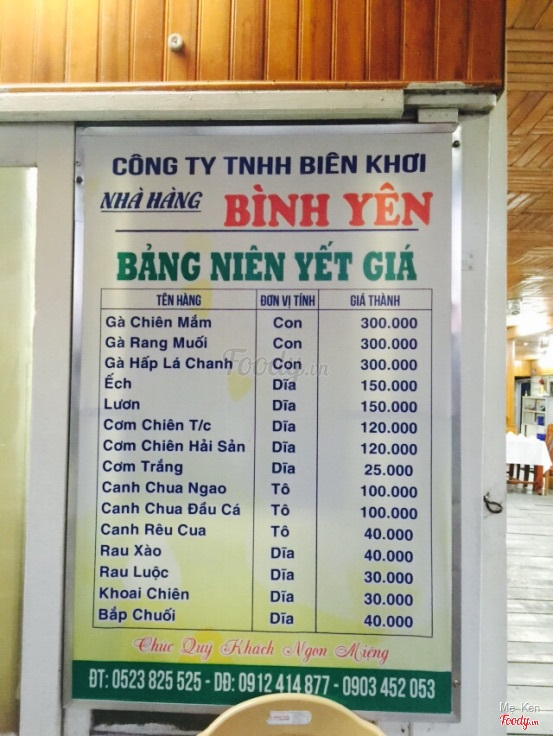 CÔNG TY TNHH BIÊN KHƠI
NHÀ HÀNG BÌNH YÊN
BẢNG NIÊN YẾT GIÁ
TÊN HÀNG ĐƠN VỊ TÍNH GIÁ THÀNH
Gà Chiên Mắm Con 300.000
Gà Rang Muối Con 300.000
Gà Hấp Lá Chanh Con 300.000
Foody.vn
Ếch Dĩa 150.000
Lươn Dĩa 150.000
Cơm Chiên T/c Dĩa 120.000
Cơm Chiên Hải Sản Dĩa 120.000
Cơm Trắng Dĩa 25.000
Canh Chua Ngao Tô 100.000
Canh Chua Đầu Cá Tô 100.000
Canh Rêu Cua Tô 40.000
Rau Xào Dĩa 40.000
Rau Luộc Dĩa 30.000
Khoai Chiên Dĩa 30.000
Bắp Chuối Dĩa 40.000
Chúc Quý Khách Ngon Miệng
ĐT: 0523 825 525 - DĐ: 0912 414 877 - 0903 452 053
Me Ken
Foody.vn